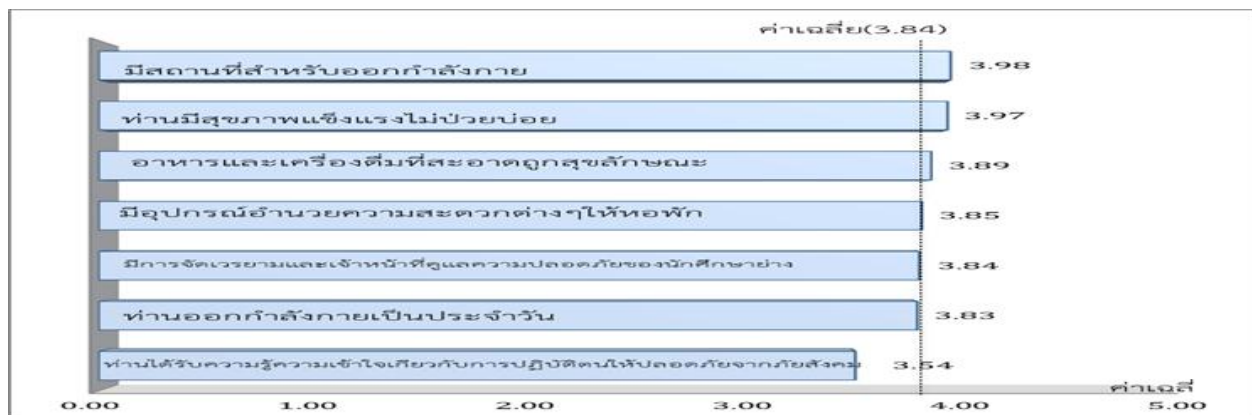 ค่าเฉลี่ย(3.84)
มีสถานที่สำหรับออกกำลังกาย 3.98
ท่านมีสุขภาพแข็งแรงไม่ป่วยบ่อย 3.97
อาหารและเครื่องดื่มที่สะอาดถูกสุขลักษณะ 3.89
มีอุปกรณ์อำนวยความสะดวกต่างๆให้หอพัก 3.85
มีการจัดเวรยามและเจ้าหน้าที่ดูแลความปลอดภัยของนักศึกษาย่าง 3.84
ท่านออกกำลังกายเป็นประจำวัน 3.83
ท่านได้รับความรู้ความเข้าใจเกี่ยวกับการปฏิบัติตนให้ปลอดภัยจากภัยสังคม 3.54
ค่าเฉลี่
0.00 1.00 2.00 3.00 4.00 5.00